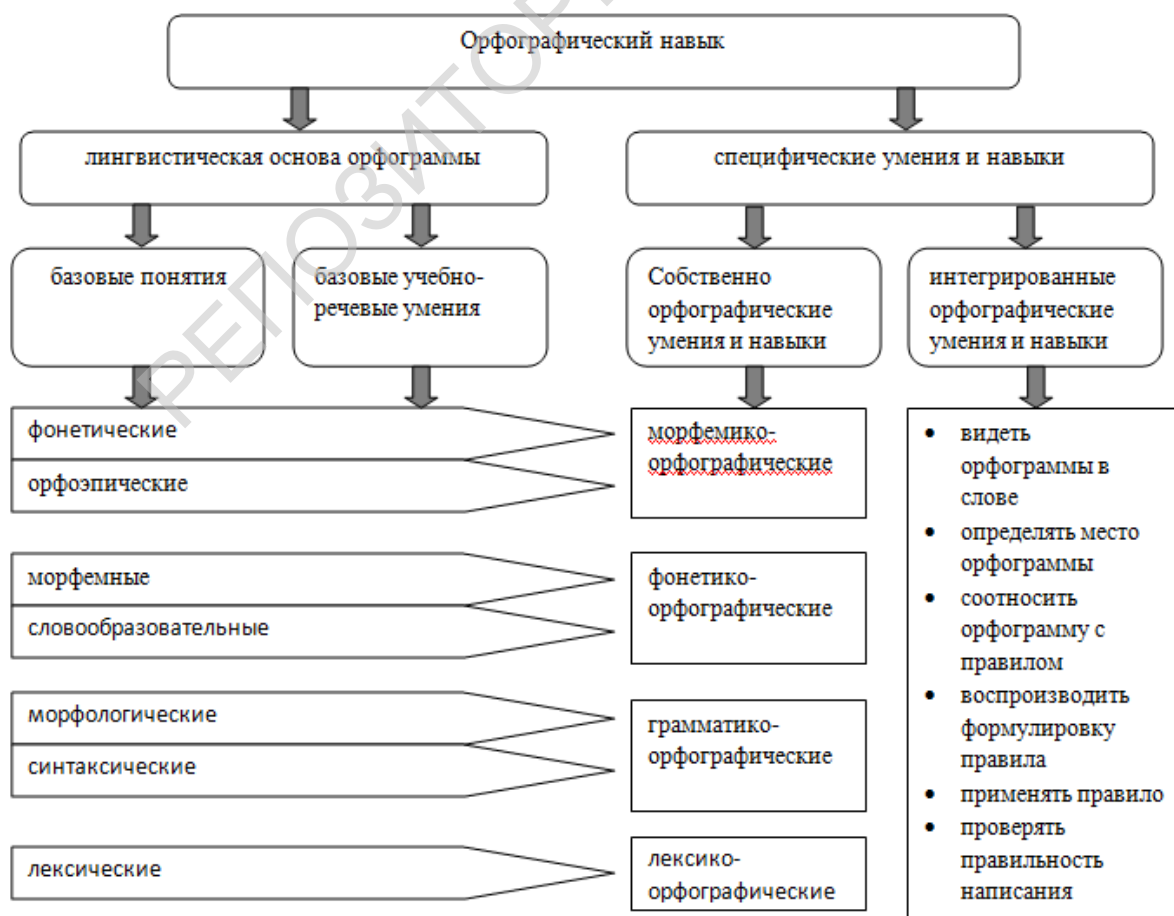 Орфографический навык
лингвистическая основа орфограммы
специфические умения и навыки
базовые понятия
базовые учебно-
речевые умения
Собственно
орфографические
умения и навыки
интегрированные
орфографические
умения и навыки
фонетические
орфоэпические
морфемико-
орфографические
морфемные
словообразовательные
фонетико-
орфографические
морфологические
синтаксические
грамматико-
орфографические
лексические
лексико-
орфографические
• видеть
орфограммы в
слове
• определять место
орфограммы
• соотносить
орфограмму с
правилом
• воспроизводить
формулировку
правила
• применять правило
• проверять
правильность
написания